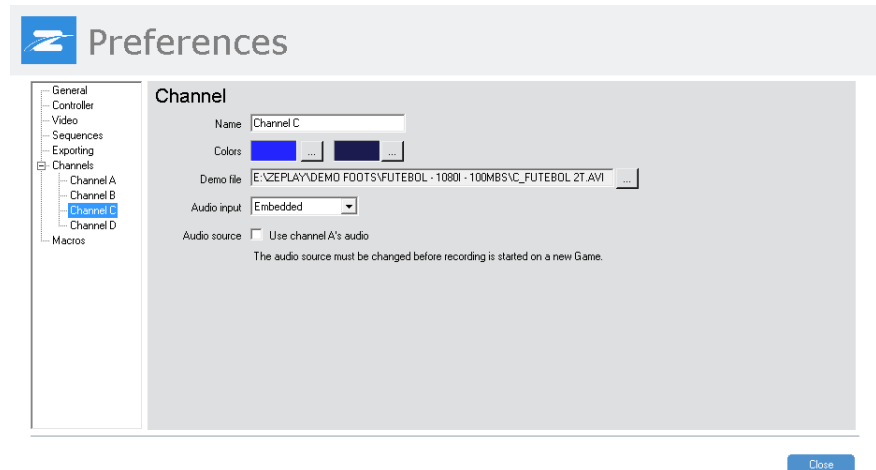 Preferences
General
Controller
Video
Sequences
Exporting
Channels
Channel A
Channel B
Channel C
Channel D
Macros
Channel
Name Channel C
Colors ... ...
Demo file E:\ZEPLAY\DEMO FOOTS\FUTEBOL - 1080I - 100MBS\C_FUTEBOL 2T.AVI ...
Audio input Embedded
Audio source Use channel A's audio
The audio source must be changed before recording is started on a new Game.
Close